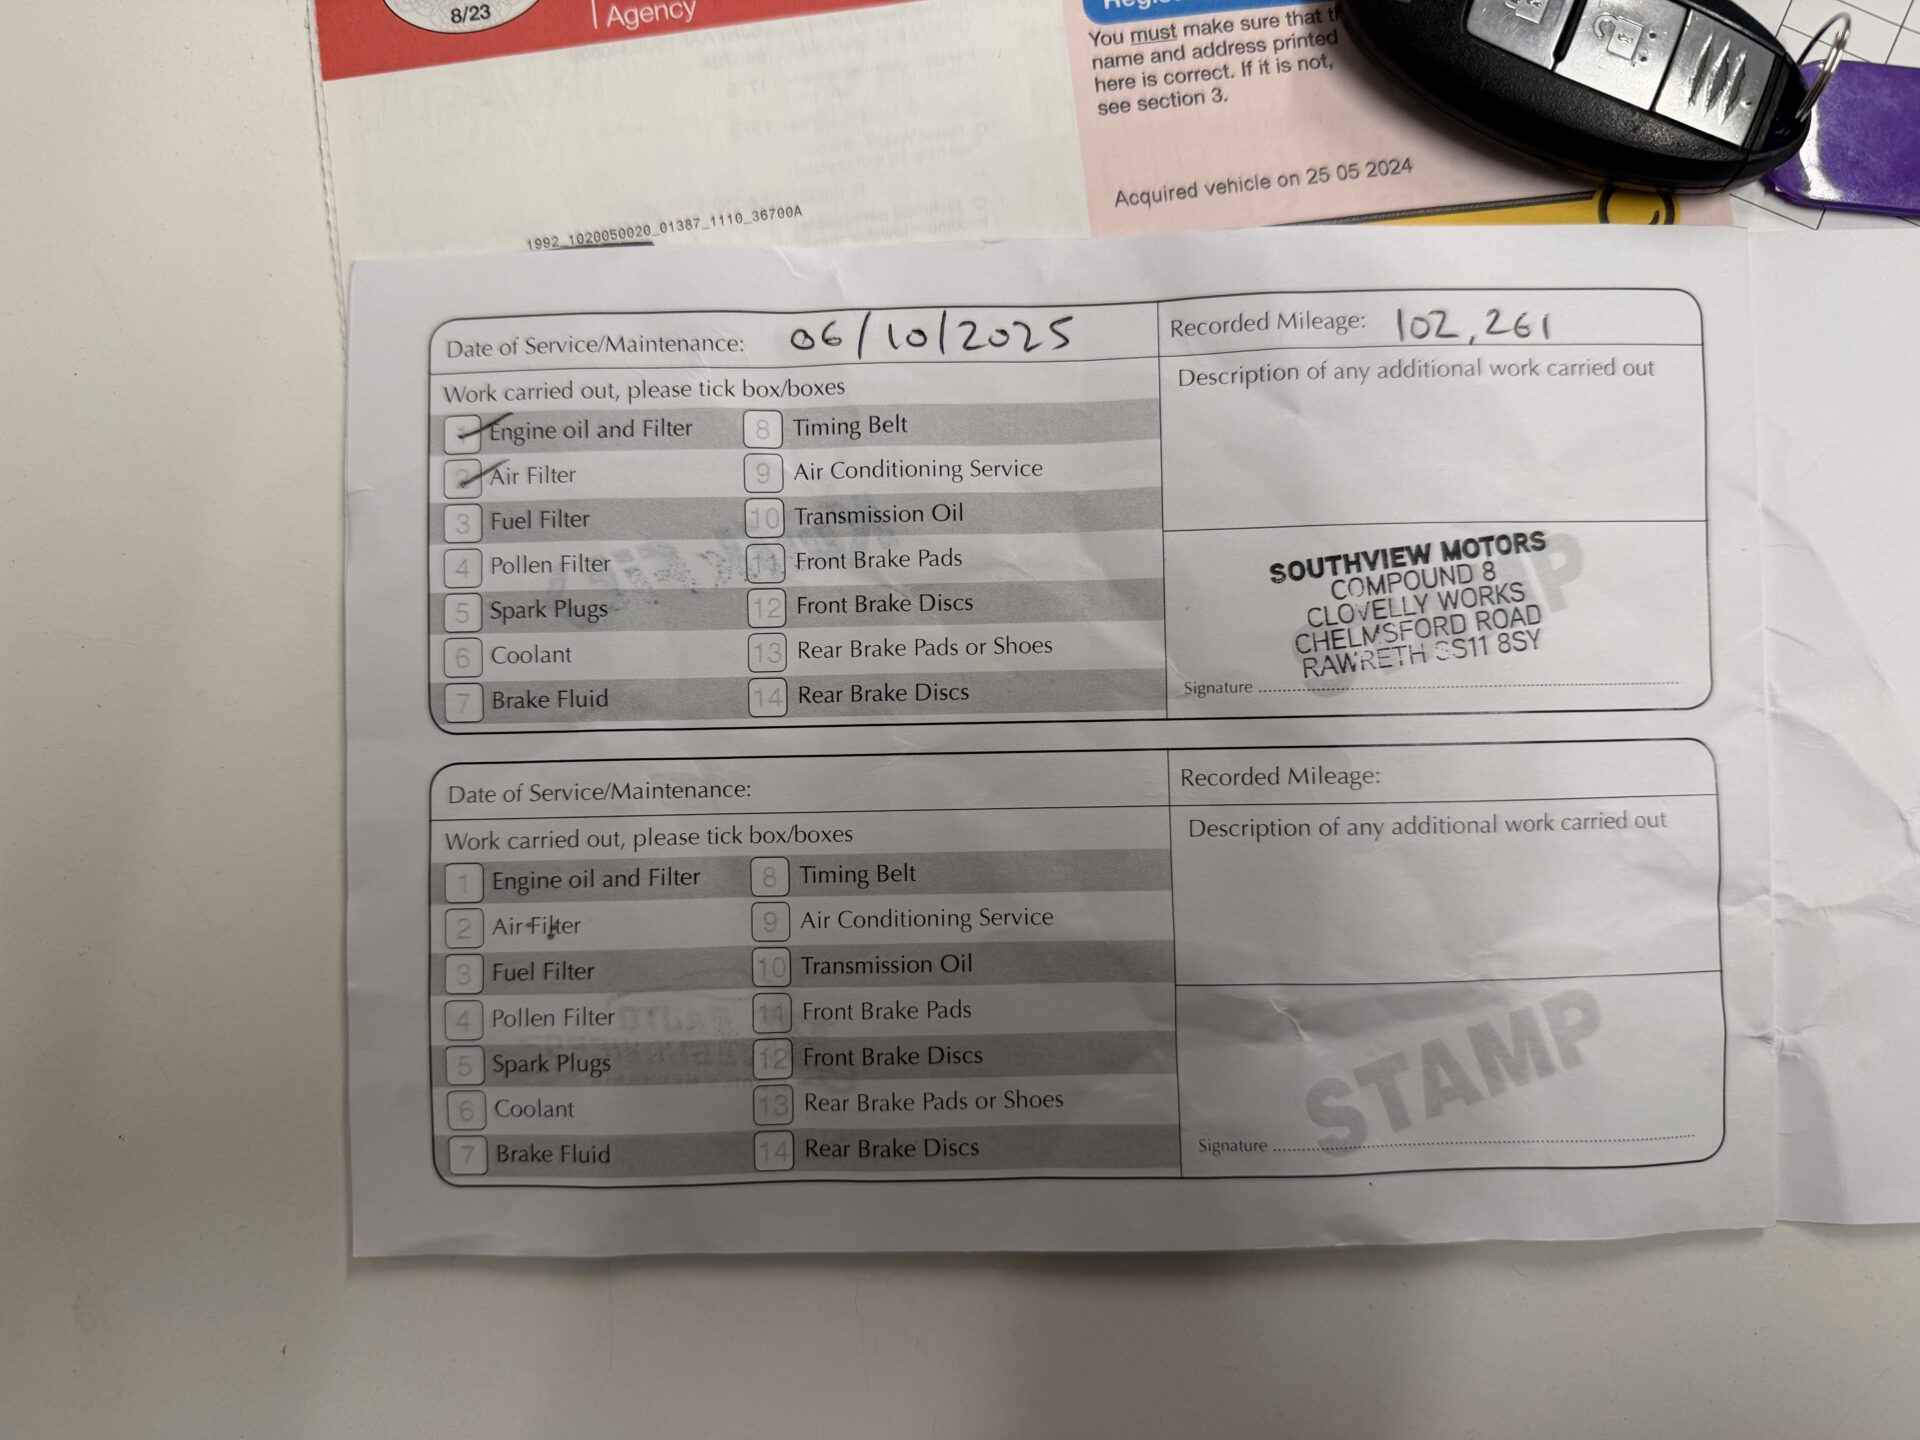 8/23
Agency
You must make sure that
name and address printed
here is correct. If it is not,
see section 3.
Acquired vehicle on 25 05 2024
1992_1020050020_01387_1110_36700A
Date of Service/Maintenance: 06/10/2025
Recorded Mileage: 102,261
Work carried out, please tick box/boxes
Description of any additional work carried out
1 Engine oil and Filter
2 Air Filter
3 Fuel Filter
4 Pollen Filter
5 Spark Plugs
6 Coolant
7 Brake Fluid
8 Timing Belt
9 Air Conditioning Service
10 Transmission Oil
11 Front Brake Pads
12 Front Brake Discs
13 Rear Brake Pads or Shoes
14 Rear Brake Discs
SOUTHVIEW MOTORS
COMPOUND 8
CLOVELLY WORKS
CHELMSFORD ROAD
RAWRETH SS11 8SY
Signature
Date of Service/Maintenance:
Recorded Mileage:
Work carried out, please tick box/boxes
Description of any additional work carried out
1 Engine oil and Filter
2 Air Filter
3 Fuel Filter
4 Pollen Filter
5 Spark Plugs
6 Coolant
7 Brake Fluid
8 Timing Belt
9 Air Conditioning Service
10 Transmission Oil
11 Front Brake Pads
12 Front Brake Discs
13 Rear Brake Pads or Shoes
14 Rear Brake Discs
STAMP
Signature